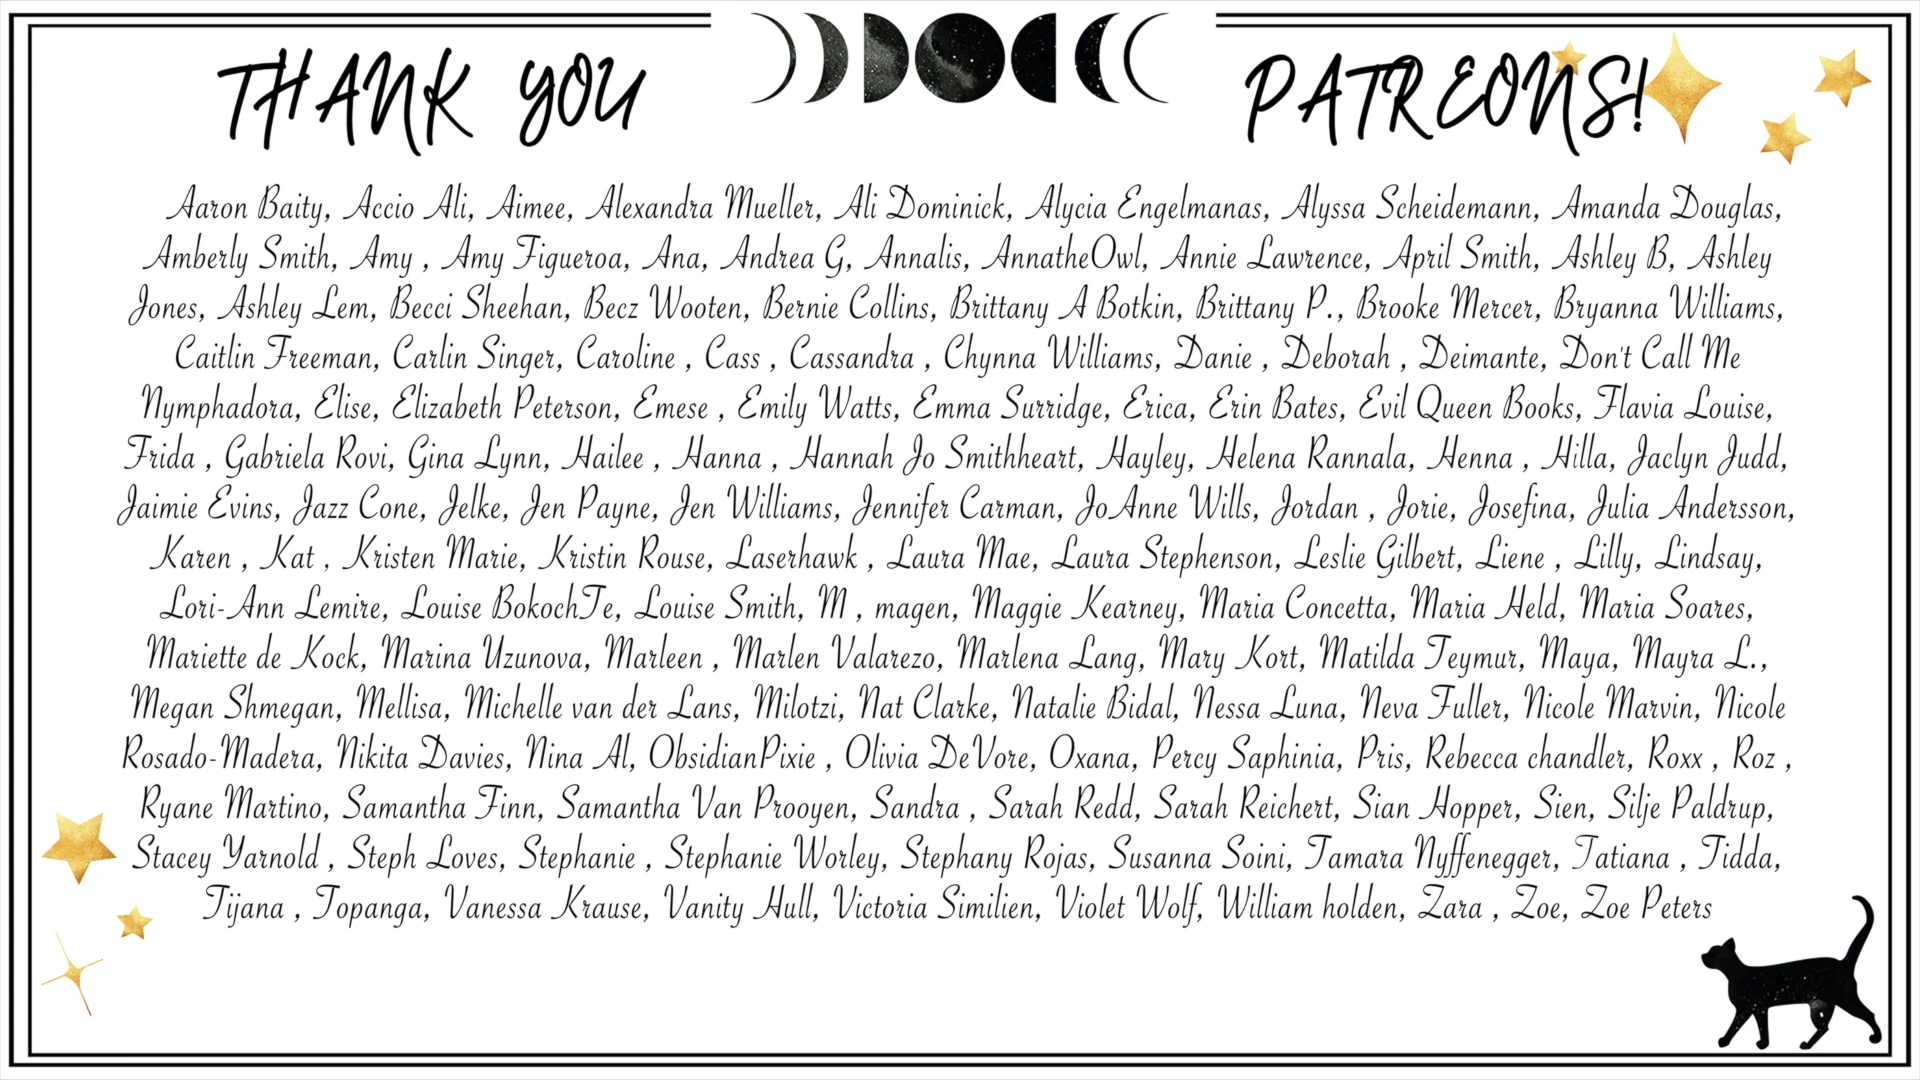 THANK YOU PATREONS!
Aaron Baity, Accio Ali, Aimee, Alexandra Mueller, Ali Dominick, Alycia Engelmanas, Alyssa Scheidemann, Amanda Douglas,
Amberly Smith, Amy , Amy Figueroa, Ana, Andrea G, Annalis, AnnatheOwl, Annie Lawrence, April Smith, Ashley B, Ashley
Jones, Ashley Lem, Becci Sheehan, Becz Wooten, Bernie Collins, Brittany A Botkin, Brittany P., Brooke Mercer, Bryanna Williams,
Caitlin Freeman, Carlin Singer, Caroline , Cass , Cassandra , Chynna Williams, Danie , Deborah , Deimante, Don't Call Me
Nymphadora, Elise, Elizabeth Peterson, Emese , Emily Watts, Emma Surridge, Erica, Erin Bates, Evil Queen Books, Flavia Louise,
Frida , Gabriela Rovi, Gina Lynn, Hailee , Hanna , Hannah Jo Smithheart, Hayley, Helena Rannala, Henna , Hilla, Jaclyn Judd,
Jaimie Evins, Jazz Cone, Jelke, Jen Payne, Jen Williams, Jennifer Carman, JoAnne Wills, Jordan , Jorie, Josefina, Julia Andersson,
Karen , Kat , Kristen Marie, Kristin Rouse, Laserhawk , Laura Mae, Laura Stephenson, Leslie Gilbert, Liene , Lilly, Lindsay,
Lori-Ann Lemire, Louise BokochTe, Louise Smith, M , magen, Maggie Kearney, Maria Concetta, Maria Held, Maria Soares,
Mariette de Kock, Marina Uzunova, Marleen , Marlen Valarezo, Marlena Lang, Mary Kort, Matilda Teymur, Maya, Mayra L.,
Megan Shmegan, Mellisa, Michelle van der Lans, Milotzi, Nat Clarke, Natalie Bidal, Nessa Luna, Neva Fuller, Nicole Marvin, Nicole
Rosado-Madera, Nikita Davies, Nina Al, ObsidianPixie , Olivia DeVore, Oxana, Percy Saphinia, Pris, Rebecca chandler, Roxx , Roz ,
Ryane Martino, Samantha Finn, Samantha Van Prooyen, Sandra , Sarah Redd, Sarah Reichert, Sian Hopper, Sien, Silje Paldrup,
Stacey Yarnold , Steph Loves, Stephanie , Stephanie Worley, Stephany Rojas, Susanna Soini, Tamara Nyffenegger, Tatiana , Tidda,
Tijana , Topanga, Vanessa Krause, Vanity Hull, Victoria Similien, Violet Wolf, William holden, Zara , Zoe, Zoe Peters